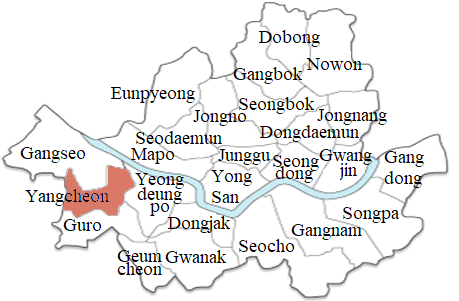 Dobong
Nowon
Gangbok
Eunpyeong
Seongbok
Jongno
Jongnang
Dongdaemun
Seodaemun
Mapo
Junggu
Gangseo
Seong
dong
Gwang
jin
Gang
dong
Yong
San
Yeong
deung
po
Yangcheon
Songpa
Guro
Dongjak
Gangnam
Seocho
Geum
cheon
Gwanak